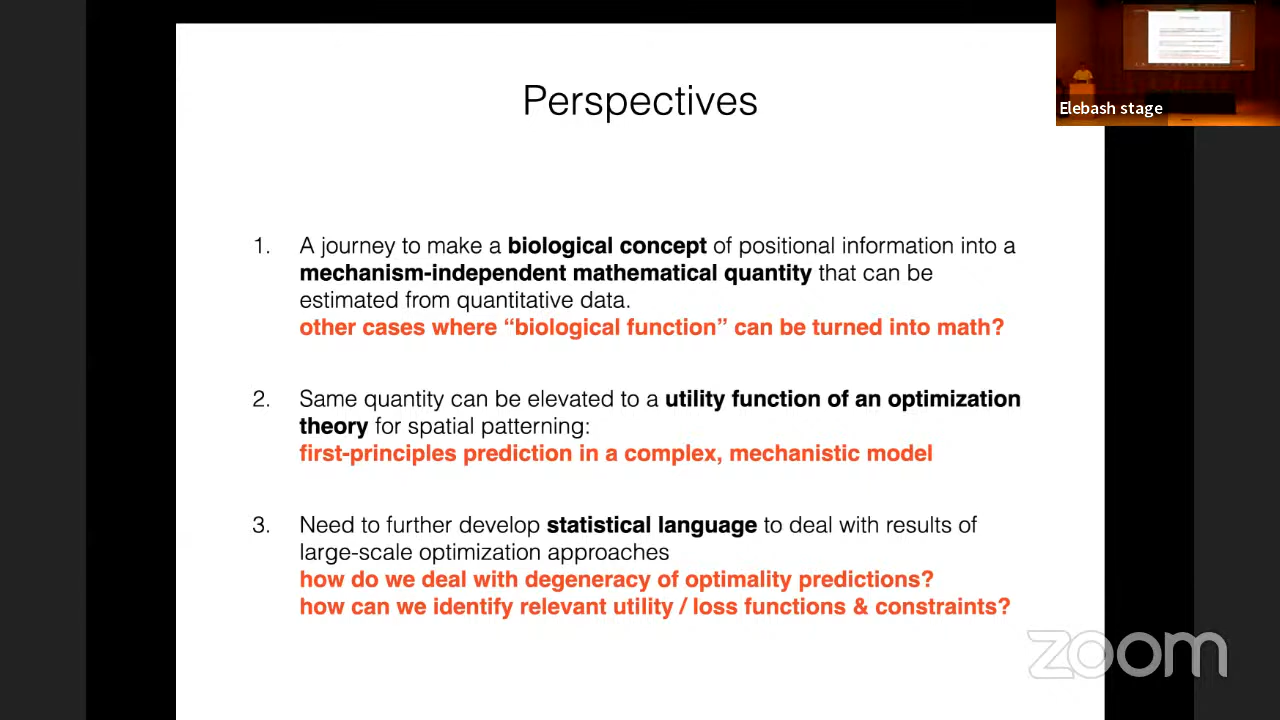 Perspectives
Elebash stage
1. A journey to make a biological concept of positional information into a
mechanism-independent mathematical quantity that can be
estimated from quantitative data.
other cases where “biological function” can be turned into math?
2. Same quantity can be elevated to a utility function of an optimization
theory for spatial patterning:
first-principles prediction in a complex, mechanistic model
3. Need to further develop statistical language to deal with results of
large-scale optimization approaches
how do we deal with degeneracy of optimality predictions?
how can we identify relevant utility / loss functions & constraints?
zoom